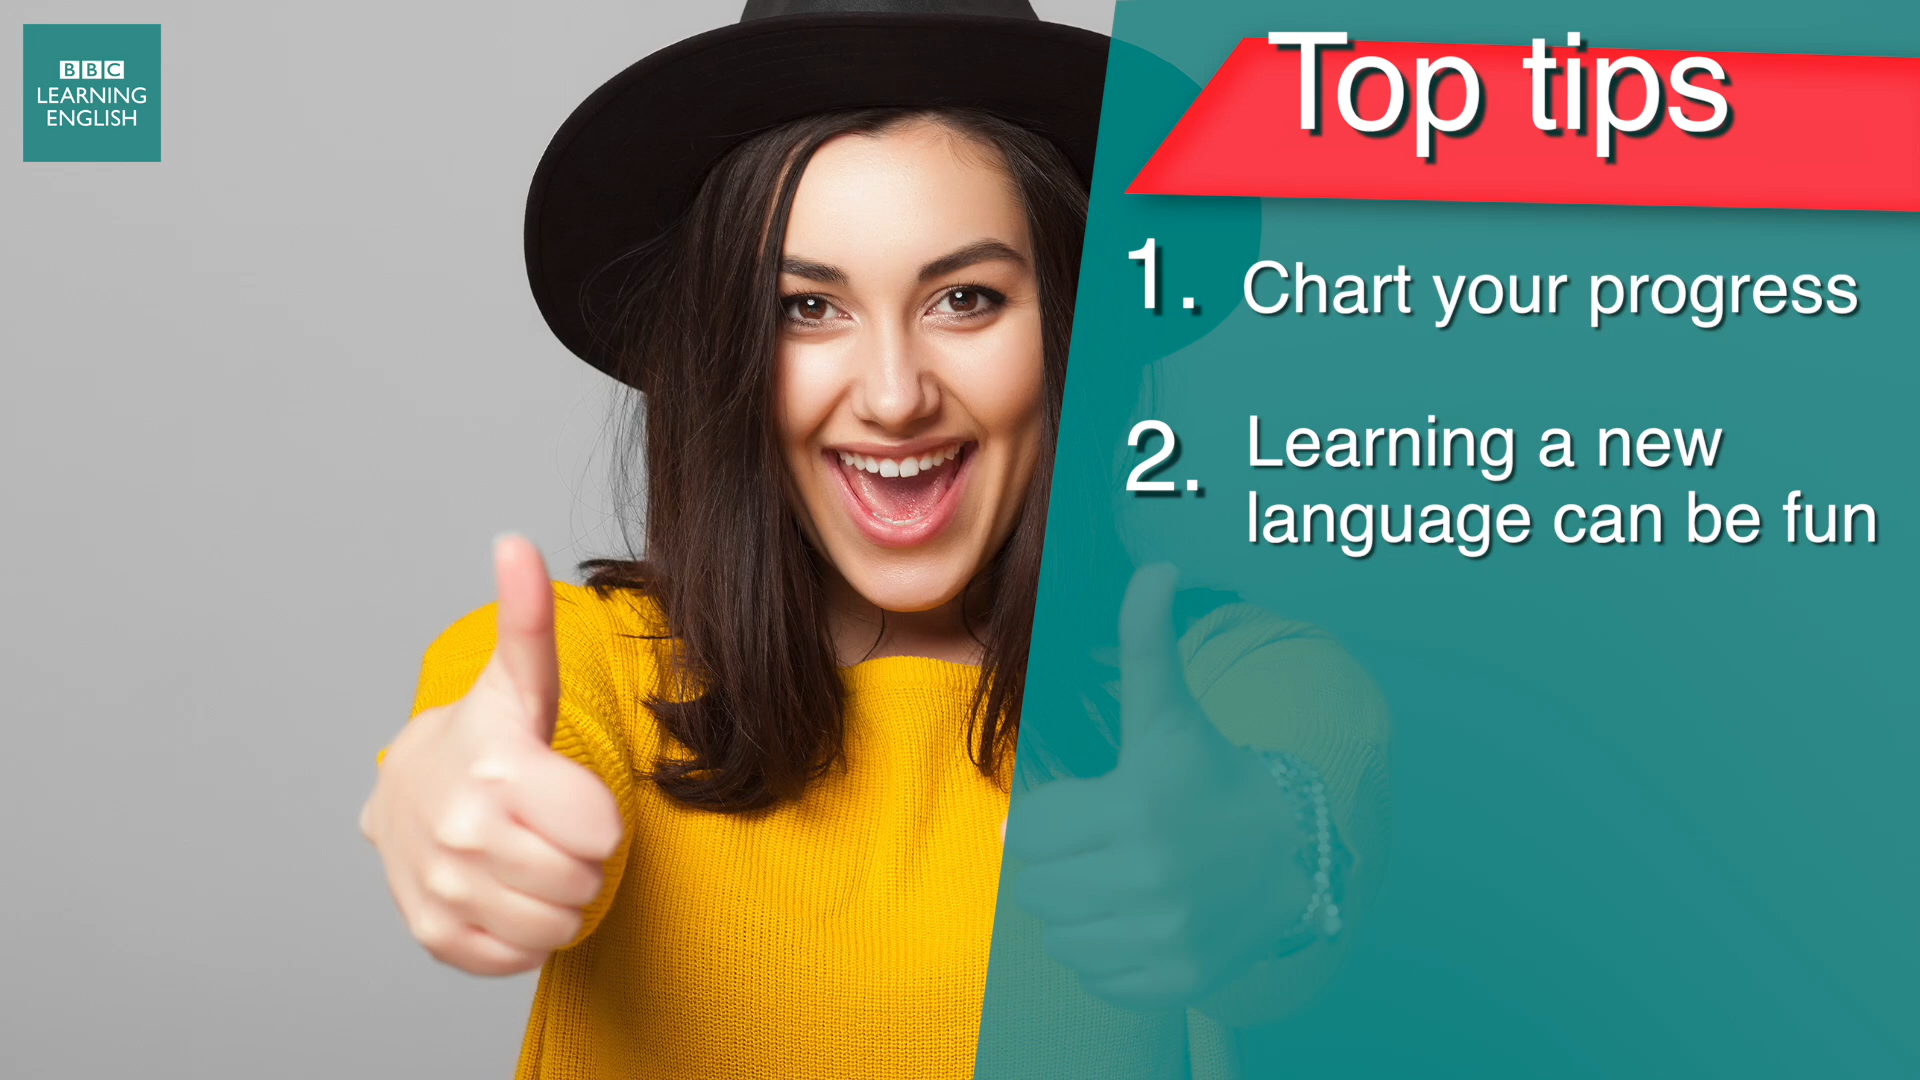 BBC
LEARNING
ENGLISH
Top tips
1. Chart your progress
2. Learning a new
language can be fun